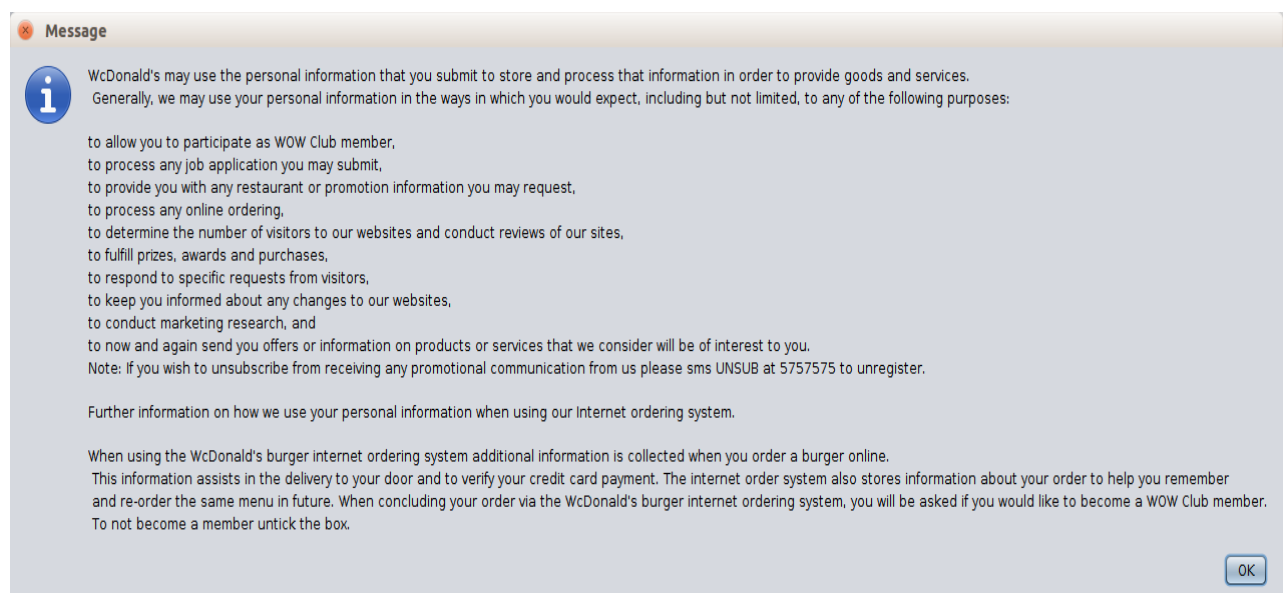 Message
WcDonald's may use the personal information that you submit to store and process that information in order to provide goods and services.
Generally, we may use your personal information in the ways in which you would expect, including but not limited, to any of the following purposes:
to allow you to participate as WOW Club member,
to process any job application you may submit,
to provide you with any restaurant or promotion information you may request,
to process any online ordering,
to determine the number of visitors to our websites and conduct reviews of our sites,
to fulfill prizes, awards and purchases,
to respond to specific requests from visitors,
to keep you informed about any changes to our websites,
to conduct marketing research, and
to now and again send you offers or information on products or services that we consider will be of interest to you.
Note: If you wish to unsubscribe from receiving any promotional communication from us please sms UNSUB at 5757575 to unregister.
Further information on how we use your personal information when using our Internet ordering system.
When using the WcDonald's burger internet ordering system additional information is collected when you order a burger online.
This information assists in the delivery to your door and to verify your credit card payment. The internet order system also stores information about your order to help you remember
and re-order the same menu in future. When concluding your order via the WcDonald's burger internet ordering system, you will be asked if you would like to become a WOW Club member.
To not become a member untick the box.
OK